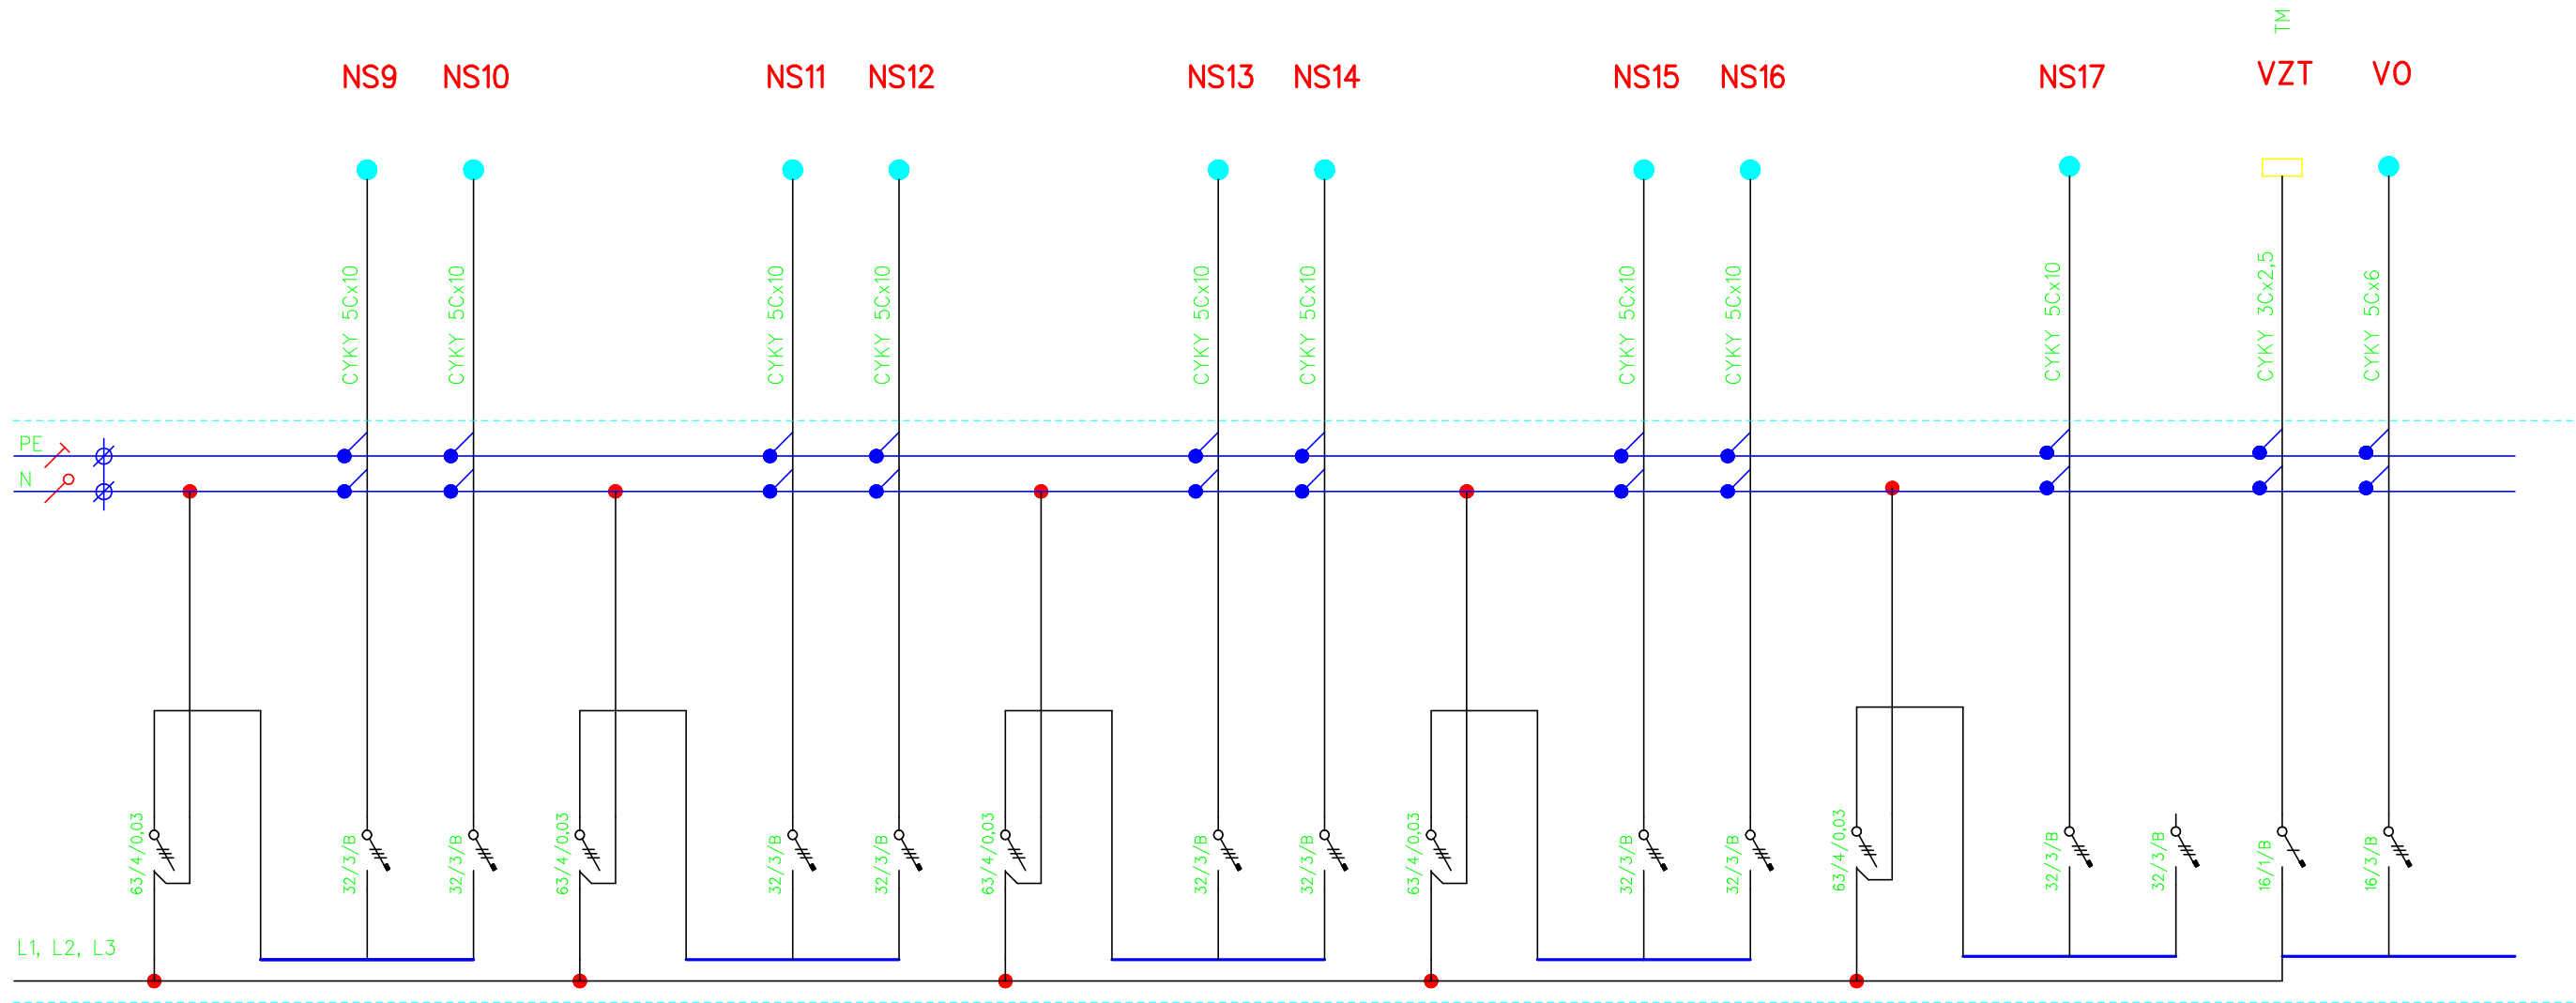 TM
NS9 NS10 NS11 NS12 NS13 NS14 NS15 NS16 NS17 VZT VO
CYKY 5Cx10
CYKY 5Cx10
CYKY 5Cx10
CYKY 5Cx10
CYKY 5Cx10
CYKY 5Cx10
CYKY 5Cx10
CYKY 5Cx10
CYKY 5Cx10
CYKY 3Cx2,5
CYKY 5Cx6
PE
N
63/4/0,03
32/3/B
32/3/B
63/4/0,03
32/3/B
32/3/B
63/4/0,03
32/3/B
32/3/B
63/4/0,03
32/3/B
32/3/B
63/4/0,03
32/3/B
32/3/B
16/1/B
16/3/B
L1, L2, L3